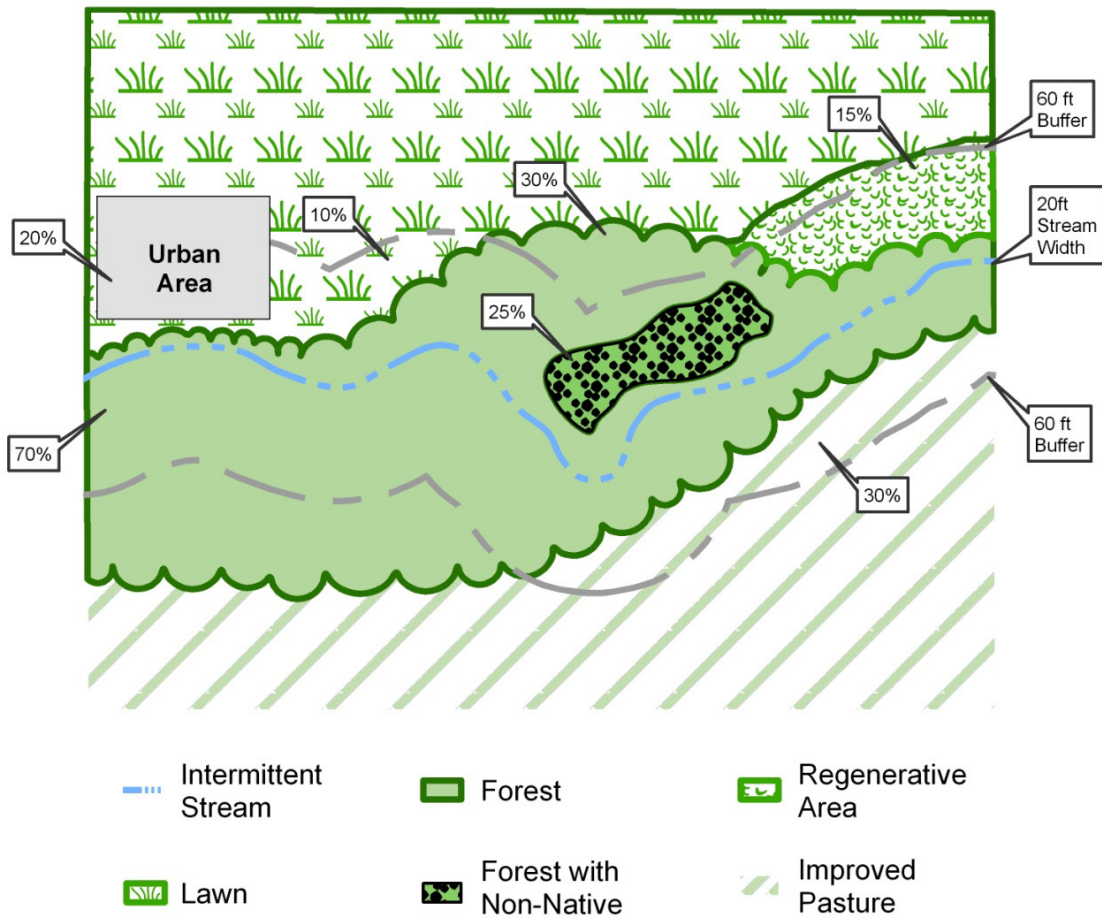 60 ft
Buffer
15%
30%
20ft
Stream
Width
10%
20%
Urban
Area
25%
60 ft
Buffer
70%
30%
Intermittent
Stream
Forest
Regenerative
Area
Lawn
Forest with
Non-Native
Improved
Pasture